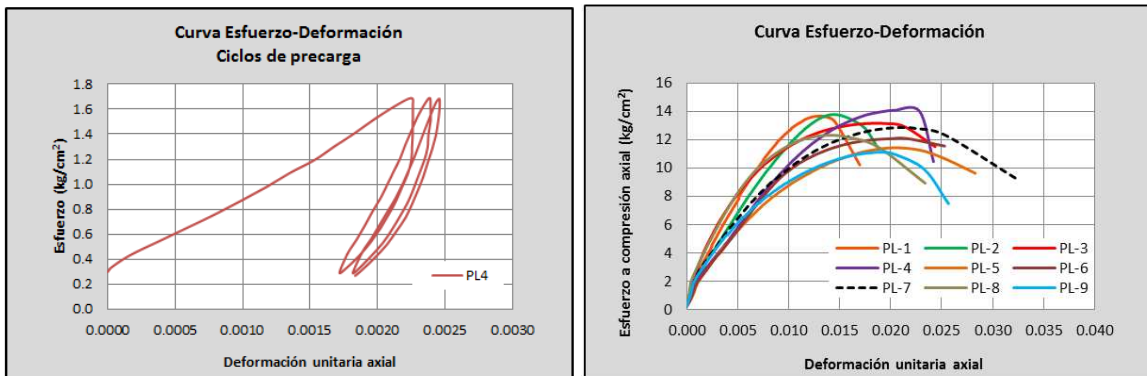 Curva Esfuerzo-Deformación
Ciclos de precarga
Esfuerzo (kg/cm²)
1.8
1.6
1.4
1.2
1.0
0.8
0.6
0.4
0.2
0.0
PL4
0.0000 0.0005 0.0010 0.0015 0.0020 0.0025 0.0030
Deformación unitaria axial
Curva Esfuerzo-Deformación
Esfuerzo a compresión axial (kg/cm²)
16
14
12
10
8
6
4
2
0
PL-1 PL-2 PL-3
PL-4 PL-5 PL-6
PL-7 PL-8 PL-9
0.000 0.005 0.010 0.015 0.020 0.025 0.030 0.035 0.040
Deformación unitaria axial